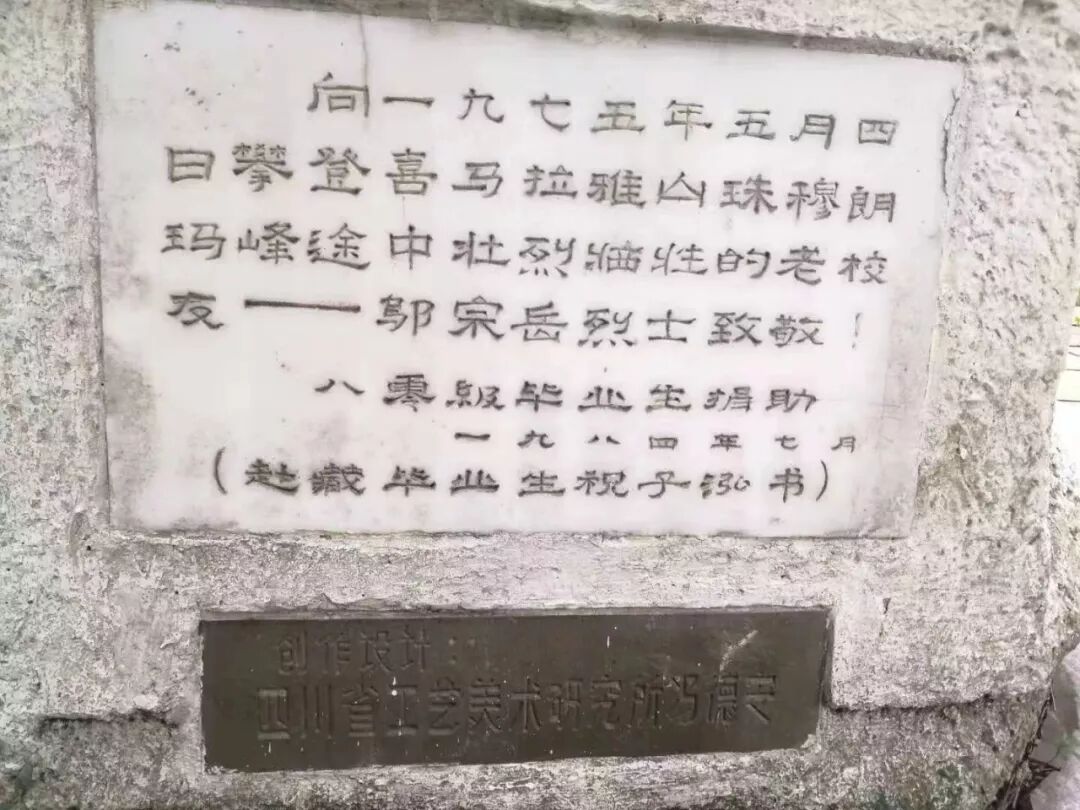 向一九七五年五月四
日攀登喜马拉雅山珠穆朗
玛峰途中壮烈牺牲的老校
友——邬宗岳烈士致敬！
八零級毕业生捐助
一九八四年七月
（赴藏毕业生祝子泓书）
创作设计：
四川省工艺美术研究所冯德安